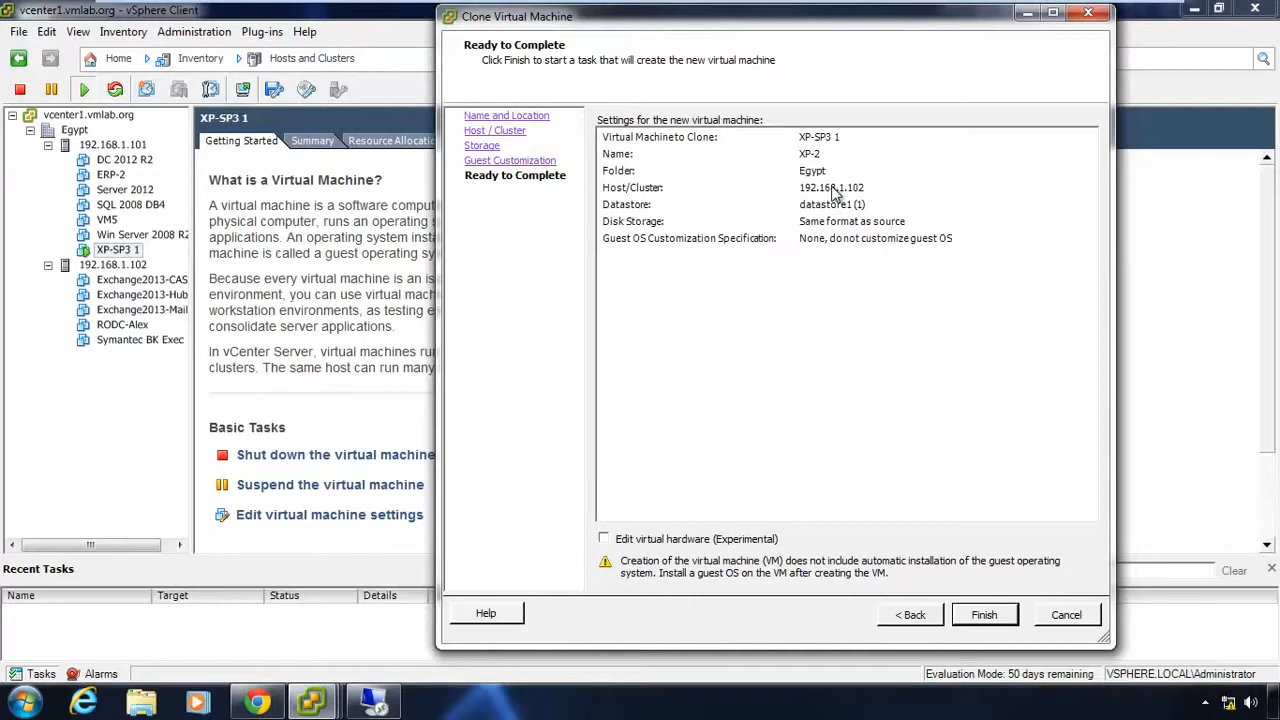 vcenter1.vmlab.org - vSphere Client
File Edit View Inventory Administration Plug-ins Help
Home Inventory Hosts and Clusters
vcenter1.vmlab.org
Egypt
192.168.1.101
DC 2012 R2
ERP-2
Server 2012
SQL 2008 DB4
VM5
Win Server 2008 R2
XP-SP3 1
192.168.1.102
Exchange2013-CAS
Exchange2013-Hub
Exchange2013-Mail
RODC-Alex
Symantec BK Exec
XP-SP3 1
Getting Started Summary Resource Allocatio
What is a Virtual Machine?
A virtual machine is a software compu
physical computer, runs an operating s
applications. An operating system insta
machine is called a guest operating sy
Because every virtual machine is an is
environment, you can use virtual mach
workstation environments, as testing e
consolidate server applications.
In vCenter Server, virtual machines ru
clusters. The same host can run many
Basic Tasks
Shut down the virtual machine
Suspend the virtual machine
Edit virtual machine settings
Clone Virtual Machine
Ready to Complete
Click Finish to start a task that will create the new virtual machine
Name and Location
Host / Cluster
Storage
Guest Customization
Ready to Complete
Settings for the new virtual machine:
Virtual Machine to Clone: XP-SP3 1
Name: XP-2
Folder: Egypt
Host/Cluster: 192.168.1.102
Datastore: datastore1 (1)
Disk Storage: Same format as source
Guest OS Customization Specification: None, do not customize guest OS
Edit virtual hardware (Experimental)
Creation of the virtual machine (VM) does not include automatic installation of the guest operating
system. Install a guest OS on the VM after creating the VM.
Help < Back Finish Cancel
Recent Tasks
Clear
Name Target Status Details
Tasks Alarms
Evaluation Mode: 50 days remaining VSPHERE.LOCAL\Administrator